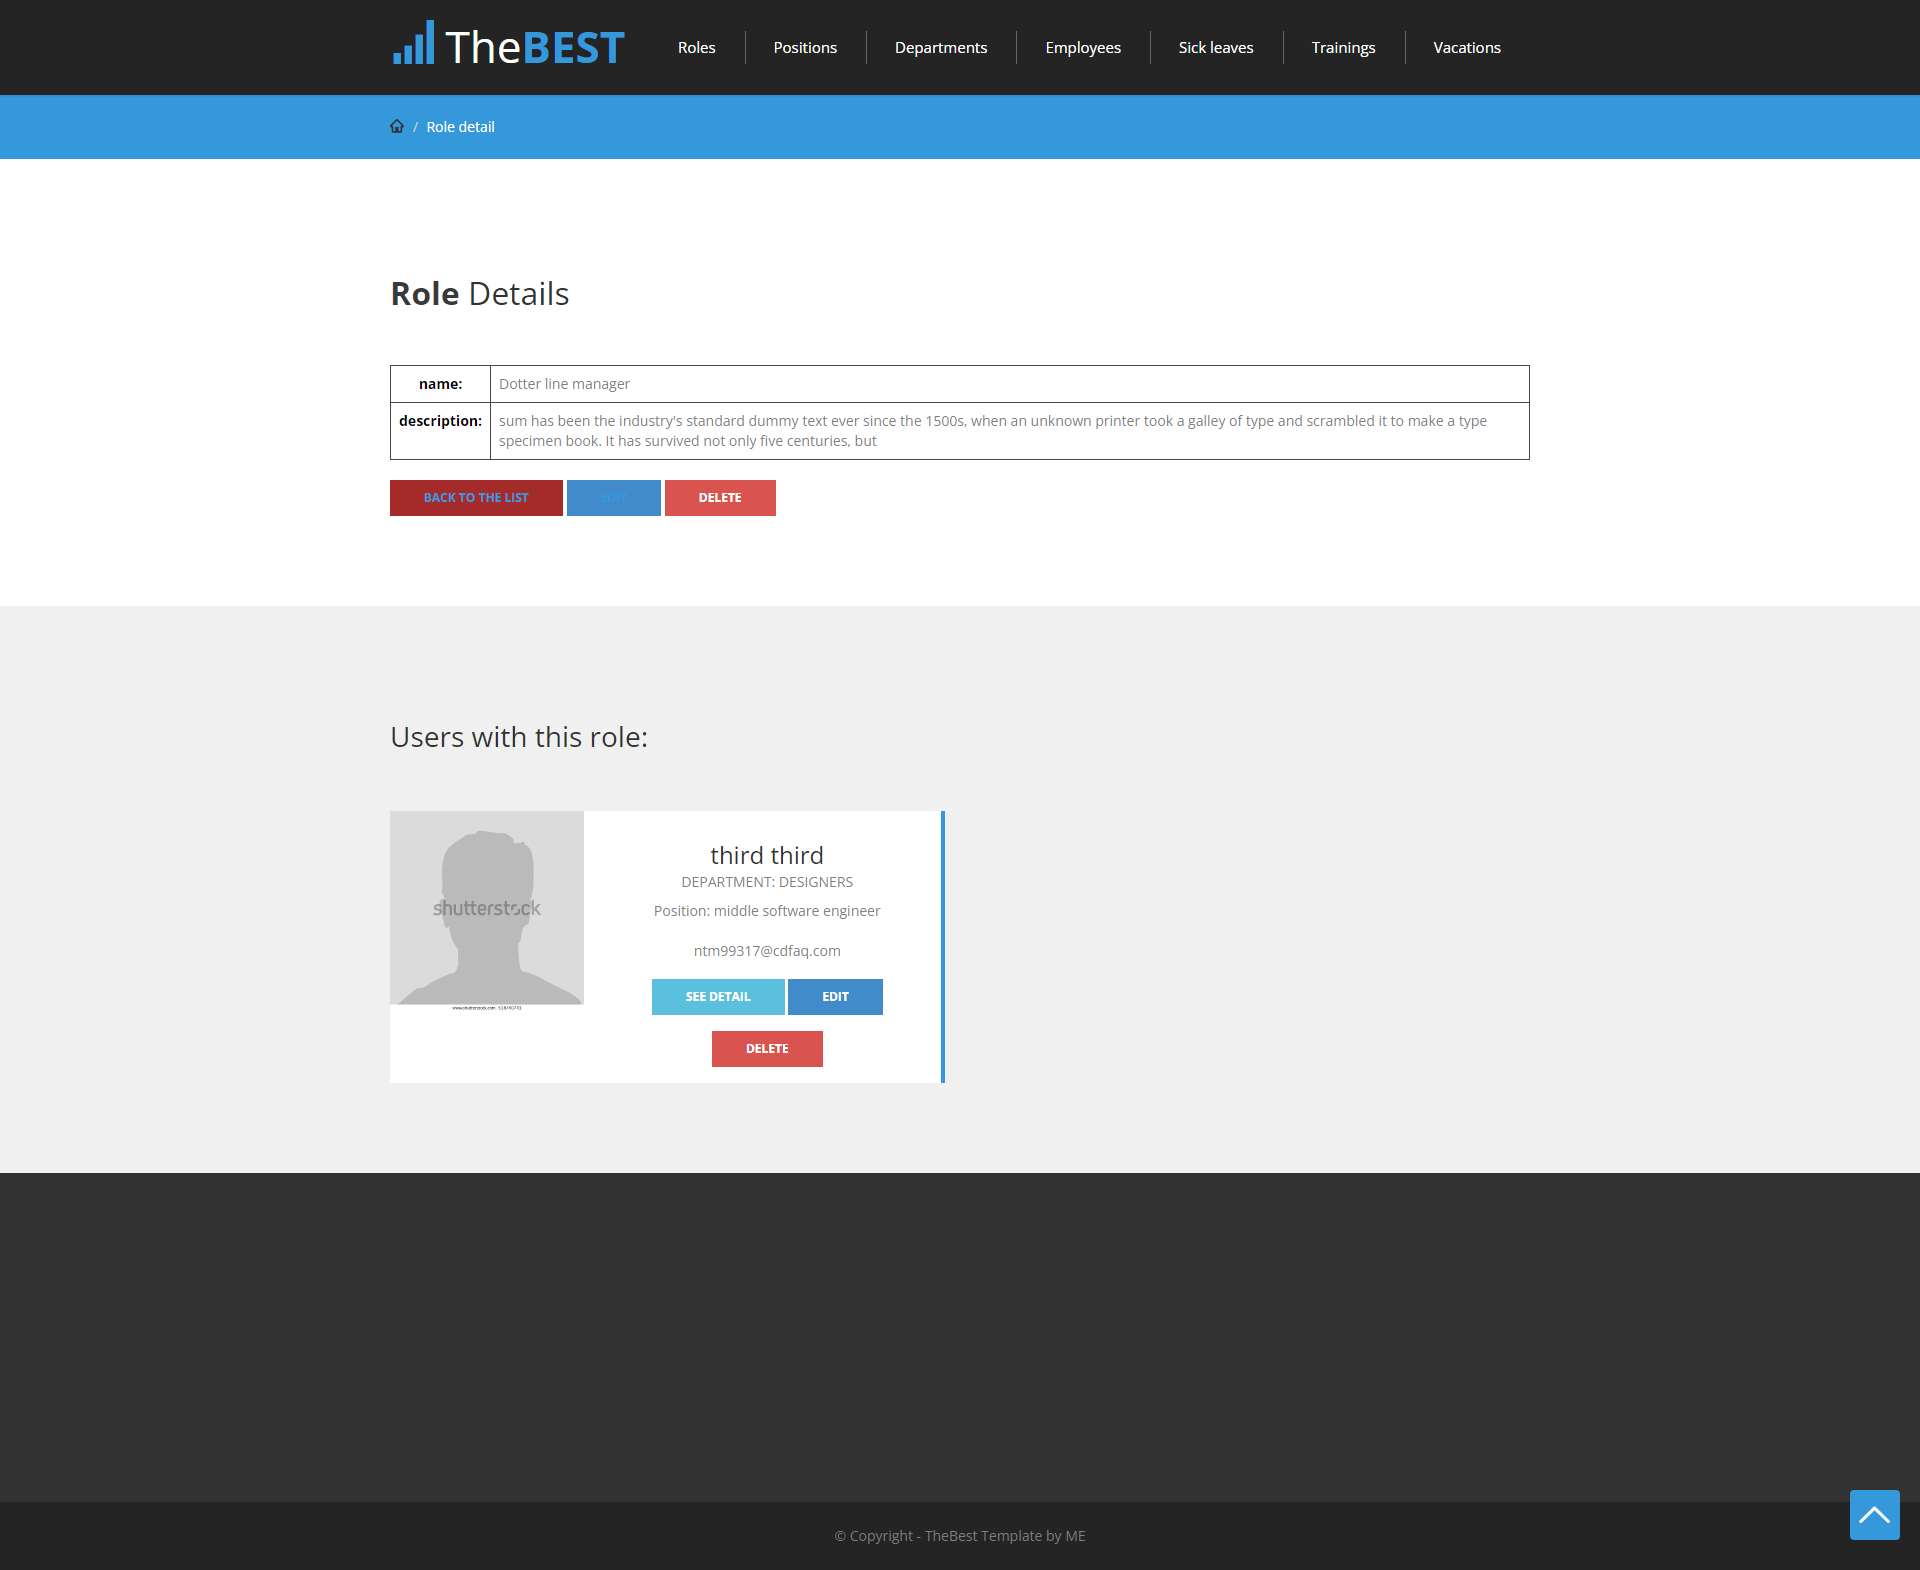 TheBEST
Roles
Positions
Departments
Employees
Sick leaves
Trainings
Vacations
/ Role detail
Role Details
name: Dotter line manager
description: sum has been the industry's standard dummy text ever since the 1500s, when an unknown printer took a galley of type and scrambled it to make a type
specimen book. It has survived not only five centuries, but
BACK TO THE LIST
EDIT
DELETE
Users with this role:
shutterstock
third third
DEPARTMENT: DESIGNERS
Position: middle software engineer
ntm99317@cdfaq.com
SEE DETAIL
EDIT
DELETE
© Copyright - TheBest Template by ME